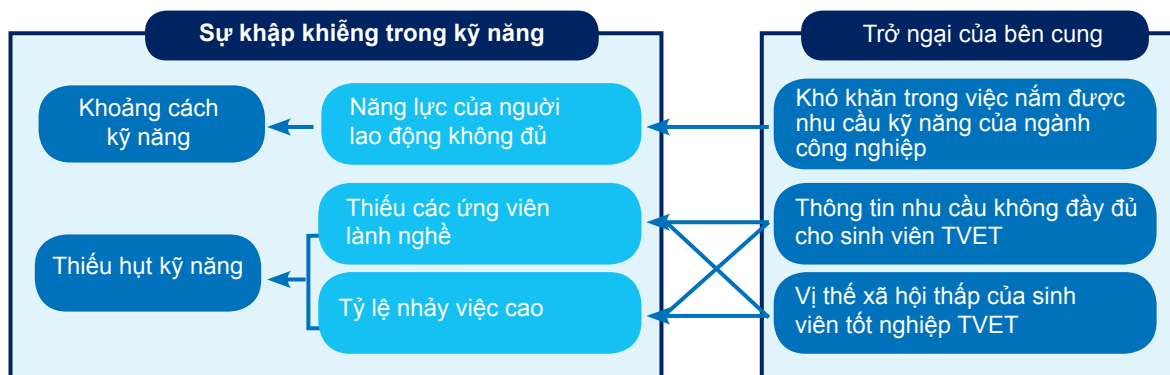 Sự khập khiễng trong kỹ năng
Trở ngại của bên cung
Khoảng cách
kỹ năng
Năng lực của người
lao động không đủ
Khó khăn trong việc nắm được
nhu cầu kỹ năng của ngành
công nghiệp
Thiếu hụt kỹ năng
Thiếu các ứng viên
lành nghề
Tỷ lệ nhảy việc cao
Thông tin nhu cầu không đầy đủ
cho sinh viên TVET
Vị thế xã hội thấp của sinh
viên tốt nghiệp TVET